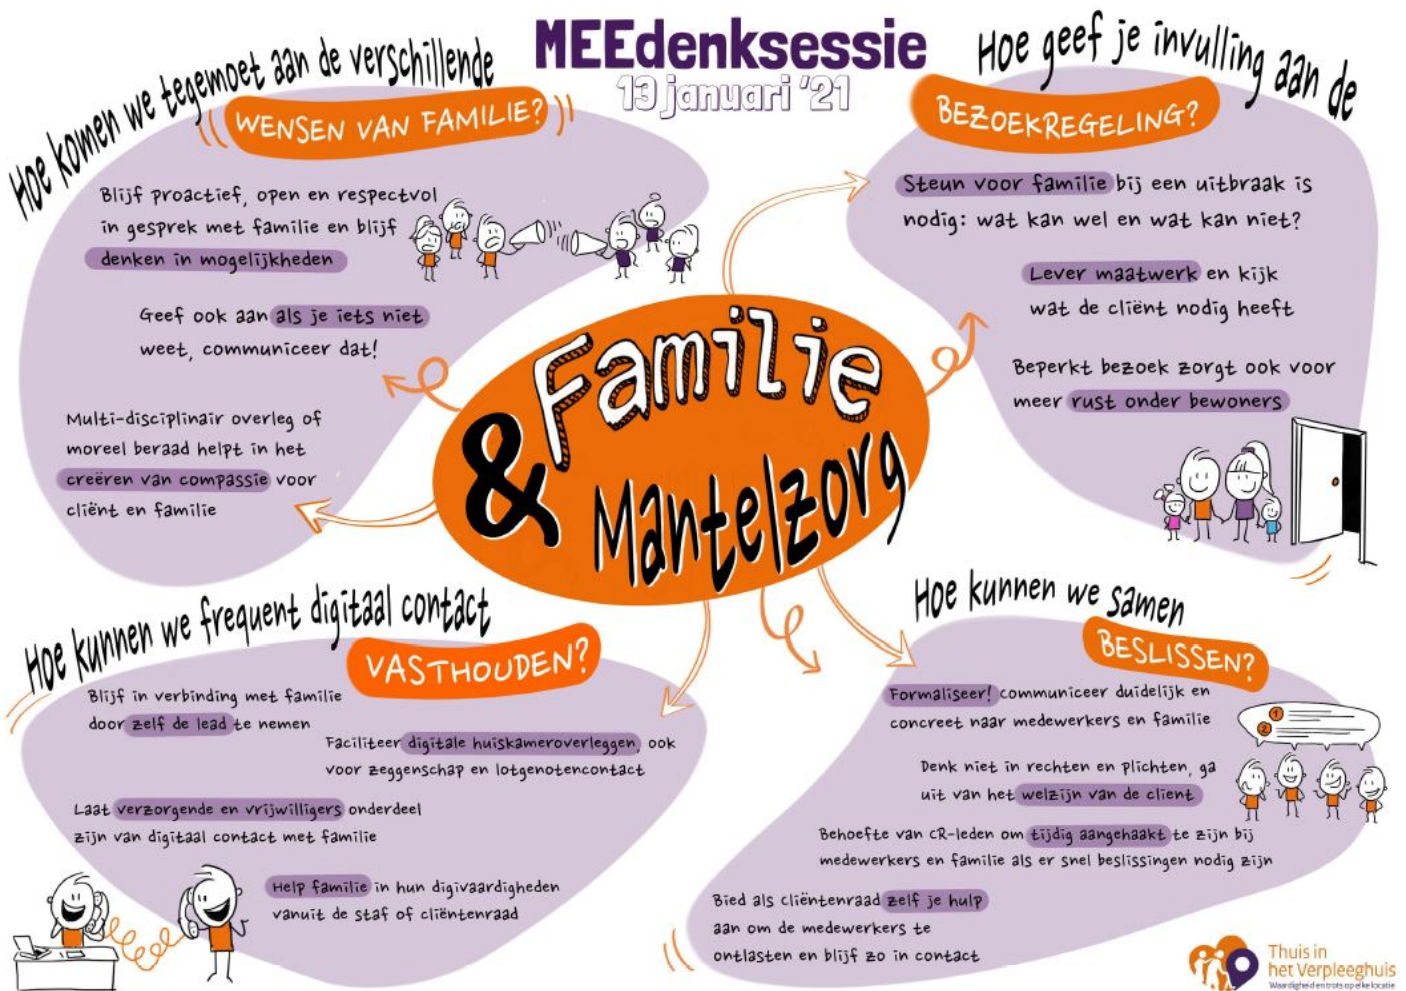 MEEdenksessie
13 januari '21
Hoe komen we tegemoet aan de verschillende
WENSEN VAN FAMILIE?
Blijf proactief, open en respectvol
in gesprek met familie en blijf
denken in mogelijkheden
Geef ook aan als je iets niet
weet, communiceer dat!
Multi-disciplinair overleg of
moreel beraad helpt in het
creëren van compassie voor
cliënt en familie
Hoe geef je invulling aan de
BEZOEKREGELING?
Steun voor familie bij een uitbraak is
nodig: wat kan wel en wat kan niet?
Lever maatwerk en kijk
wat de cliënt nodig heeft
Beperkt bezoek zorgt ook voor
meer rust onder bewoners
Familie
& Mantelzorg
Hoe kunnen we frequent digitaal contact
VASTHOUDEN?
Blijf in verbinding met familie
door zelf de lead te nemen
Faciliteer digitale huiskameroverleggen, ook
voor zeggenschap en lotgenotencontact
Laat verzorgende en vrijwilligers onderdeel
zijn van digitaal contact met familie
Help familie in hun digivaardigheden
vanuit de staf of cliëntenraad
Hoe kunnen we samen
BESLISSEN?
Formaliseer! communiceer duidelijk en
concreet naar medewerkers en familie
1
2
Denk niet in rechten en plichten, ga
uit van het welzijn van de client
Behoefte van CR-leden om tijdig aangehaakt te zijn bij
medewerkers en familie als er snel beslissingen nodig zijn
Bied als cliëntenraad zelf je hulp
aan om de medewerkers te
ontlasten en blijf zo in contact
Thuis in
het Verpleeghuis
Waardigheid en trots op elke locatie